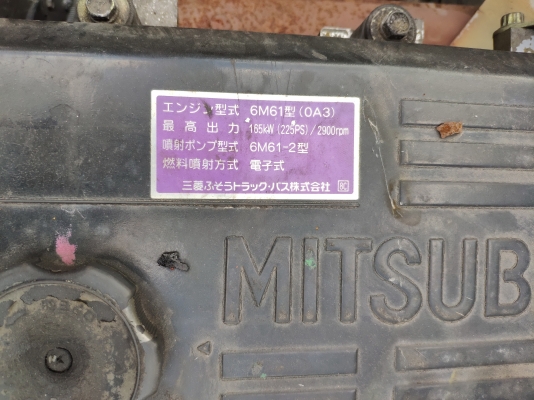 エンジン型式 6M61型(0A3)
最高出力 165kW(225PS)/2900rpm
噴射ポンプ型式 6M61-2型
燃料噴射方式 電子式
三菱ふそうトラック・バス株式会社 K
MITSUB